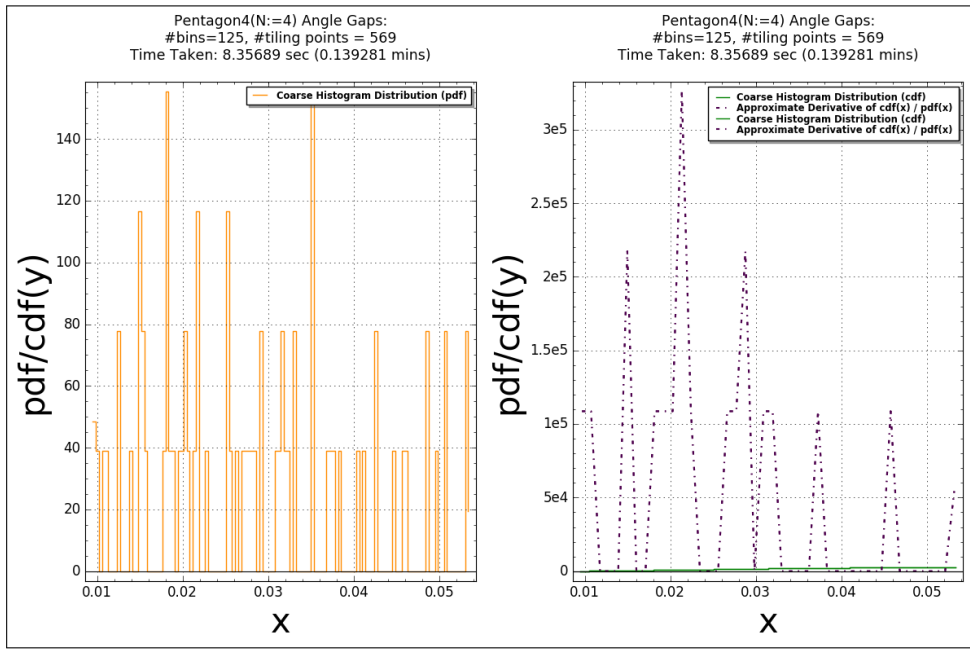 Pentagon4(N:=4) Angle Gaps:
#bins=125, #tiling points = 569
Time Taken: 8.35689 sec (0.139281 mins)
Coarse Histogram Distribution (pdf)
140
120
100
80
60
40
20
0
0.01
0.02
0.03
0.04
0.05
pdf/cdf(y)
x
Pentagon4(N:=4) Angle Gaps:
#bins=125, #tiling points = 569
Time Taken: 8.35689 sec (0.139281 mins)
Coarse Histogram Distribution (cdf)
Approximate Derivative of cdf(x) / pdf(x)
Coarse Histogram Distribution (cdf)
Approximate Derivative of cdf(x) / pdf(x)
3e5
2.5e5
2e5
1.5e5
1e5
5e4
0
0.01
0.02
0.03
0.04
0.05
pdf/cdf(y)
x